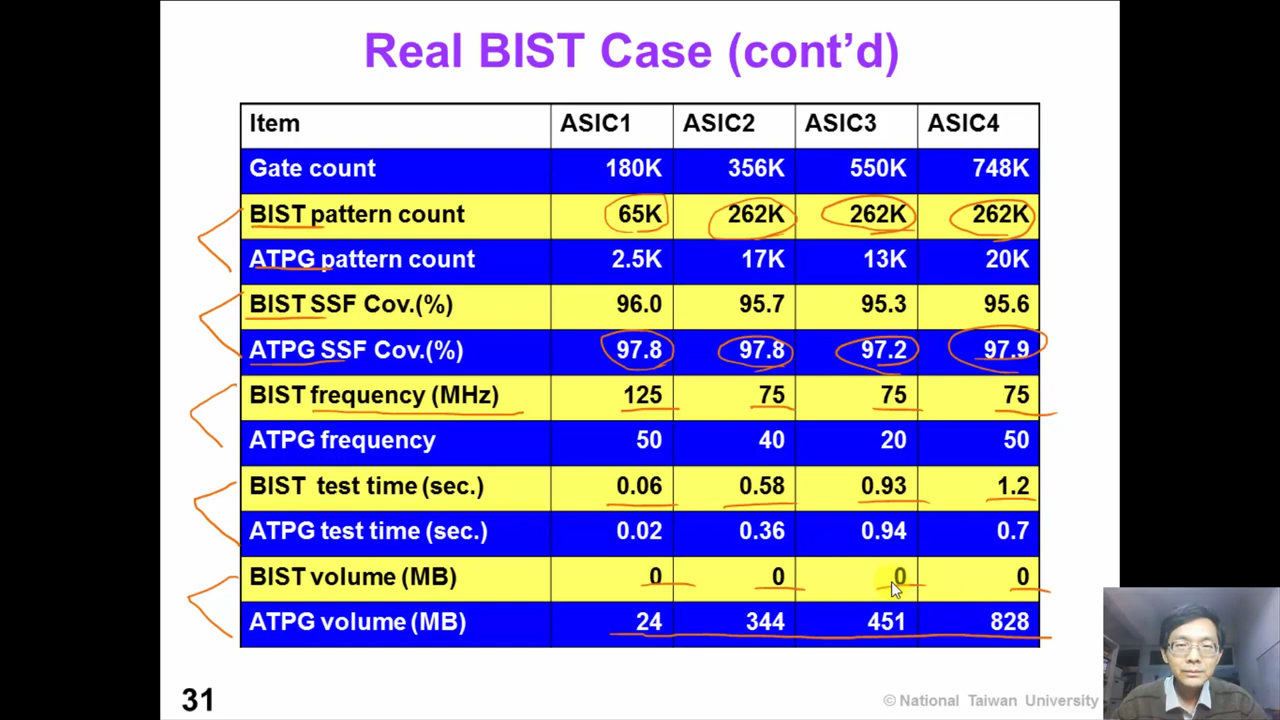 Real BIST Case (cont'd)
Item ASIC1 ASIC2 ASIC3 ASIC4
Gate count 180K 356K 550K 748K
BIST pattern count 65K 262K 262K 262K
ATPG pattern count 2.5K 17K 13K 20K
BIST SSF Cov.(%) 96.0 95.7 95.3 95.6
ATPG SSF Cov.(%) 97.8 97.8 97.2 97.9
BIST frequency (MHz) 125 75 75 75
ATPG frequency 50 40 20 50
BIST test time (sec.) 0.06 0.58 0.93 1.2
ATPG test time (sec.) 0.02 0.36 0.94 0.7
BIST volume (MB) 0 0 0 0
ATPG volume (MB) 24 344 451 828
31
© National Taiwan University